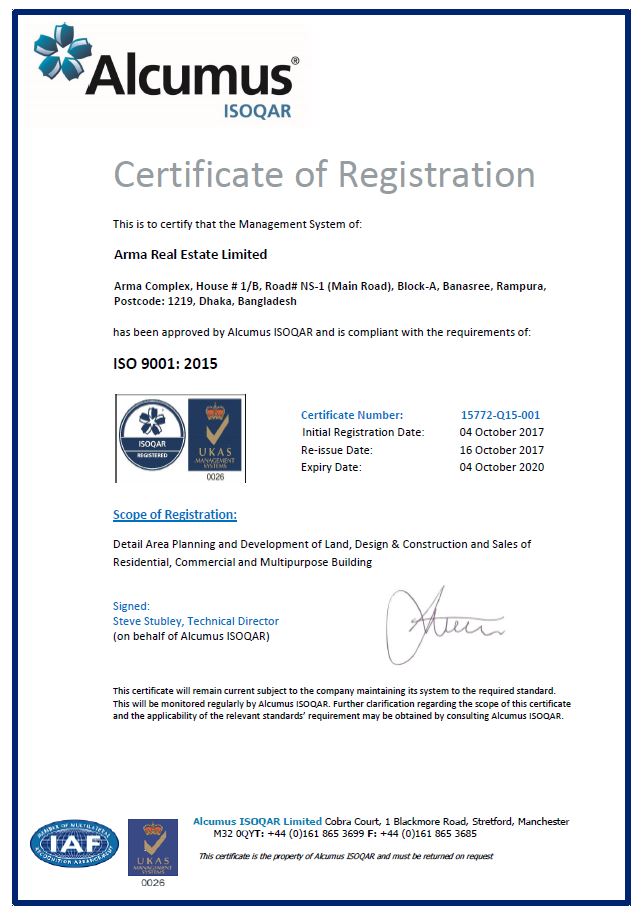 Alcumus®
ISOQAR
Certificate of Registration
This is to certify that the Management System of:
Arma Real Estate Limited
Arma Complex, House # 1/B, Road# NS-1 (Main Road), Block-A, Banasree, Rampura,
Postcode: 1219, Dhaka, Bangladesh
has been approved by Alcumus ISOQAR and is compliant with the requirements of:
ISO 9001: 2015
ISOQAR
REGISTERED
UKAS
MANAGEMENT
SYSTEMS
0026
Certificate Number: 15772-Q15-001
Initial Registration Date: 04 October 2017
Re-issue Date: 16 October 2017
Expiry Date: 04 October 2020
Scope of Registration:
Detail Area Planning and Development of Land, Design & Construction and Sales of
Residential, Commercial and Multipurpose Building
Signed:
Steve Stubley, Technical Director
(on behalf of Alcumus ISOQAR)
This certificate will remain current subject to the company maintaining its system to the required standard.
This will be monitored regularly by Alcumus ISOQAR. Further clarification regarding the scope of this certificate
and the applicability of the relevant standards' requirement may be obtained by consulting Alcumus ISOQAR.
MEMBER OF MULTILATERAL
IAF
RECOGNITION ARRANGEMENT
UKAS
MANAGEMENT
SYSTEMS
0026
Alcumus ISOQAR Limited Cobra Court, 1 Blackmore Road, Stretford, Manchester
M32 0QYT: +44 (0)161 865 3699 F: +44 (0)161 865 3685
This certificate is the property of Alcumus ISOQAR and must be returned on request